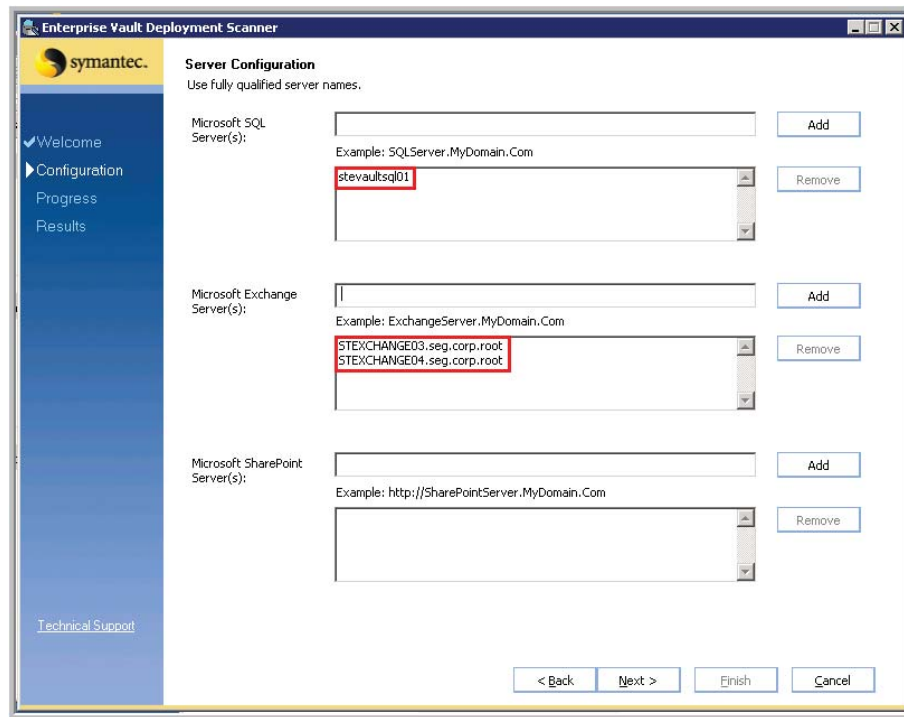 Enterprise Vault Deployment Scanner
symantec.
Welcome
Configuration
Progress
Results
Technical Support
Server Configuration
Use fully qualified server names.
Microsoft SQL
Server(s):
Add
Example: SQLServer.MyDomain.Com
stevaultsql01
Remove
Microsoft Exchange
Server(s):
Add
Example: ExchangeServer.MyDomain.Com
STEXCHANGE03.seg.corp.root
STEXCHANGE04.seg.corp.root
Remove
Microsoft SharePoint
Server(s):
Add
Example: http://SharePointServer.MyDomain.Com
Remove
< Back
Next >
Finish
Cancel